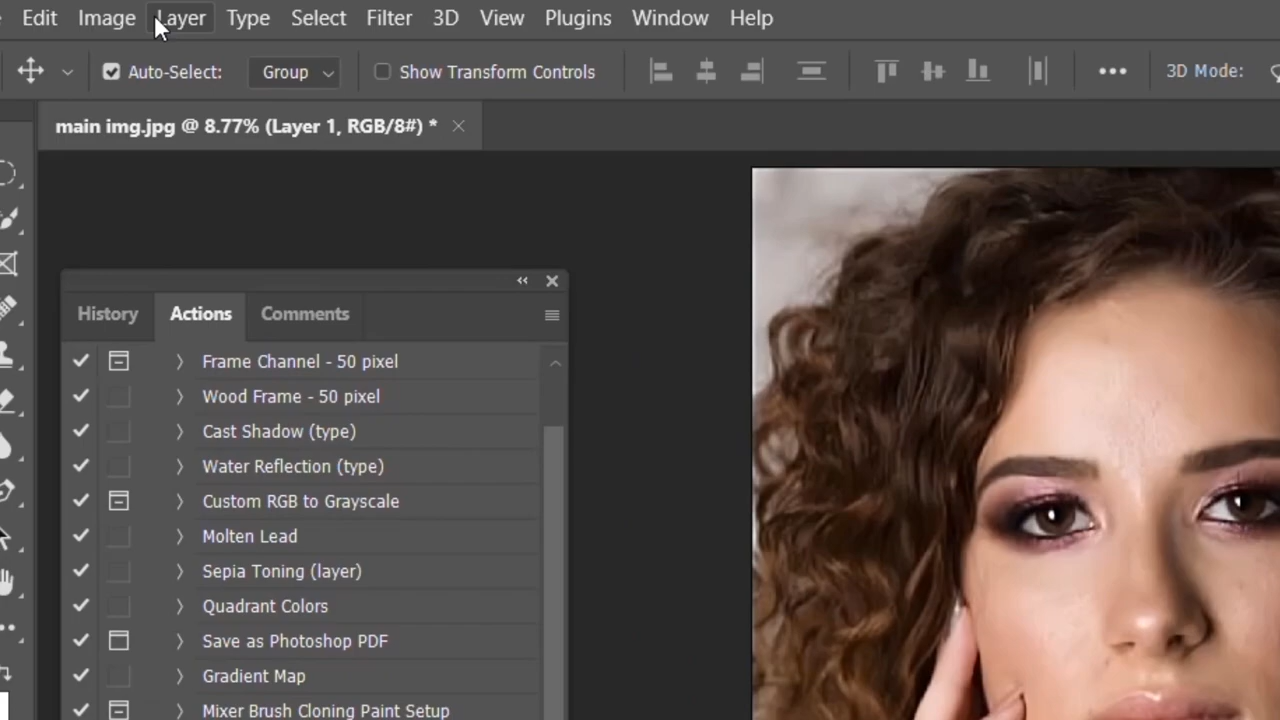 Edit Image Layer Type Select Filter 3D View Plugins Window Help
Auto-Select: Group Show Transform Controls 3D Mode:
main img.jpg @ 8.77% (Layer 1, RGB/8#) *
History Actions Comments
Frame Channel - 50 pixel
Wood Frame - 50 pixel
Cast Shadow (type)
Water Reflection (type)
Custom RGB to Grayscale
Molten Lead
Sepia Toning (layer)
Quadrant Colors
Save as Photoshop PDF
Gradient Map
Mixer Brush Cloning Paint Setup